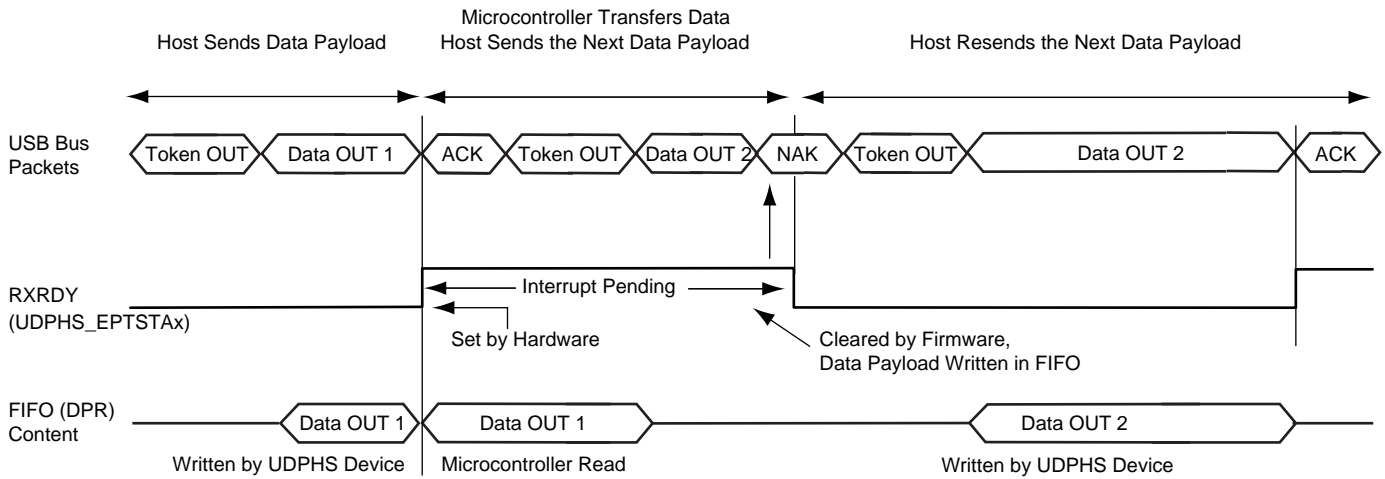 Microcontroller Transfers Data
Host Sends Data Payload
Host Sends the Next Data Payload
Host Resends the Next Data Payload
USB Bus
Packets
Token OUT
Data OUT 1
ACK
Token OUT
Data OUT 2
NAK
Token OUT
Data OUT 2
ACK
RXRDY
(UDPHS_EPTSTAx)
Interrupt Pending
Set by Hardware
Cleared by Firmware,
Data Payload Written in FIFO
FIFO (DPR)
Content
Data OUT 1
Data OUT 1
Data OUT 2
Written by UDPHS Device
Microcontroller Read
Written by UDPHS Device